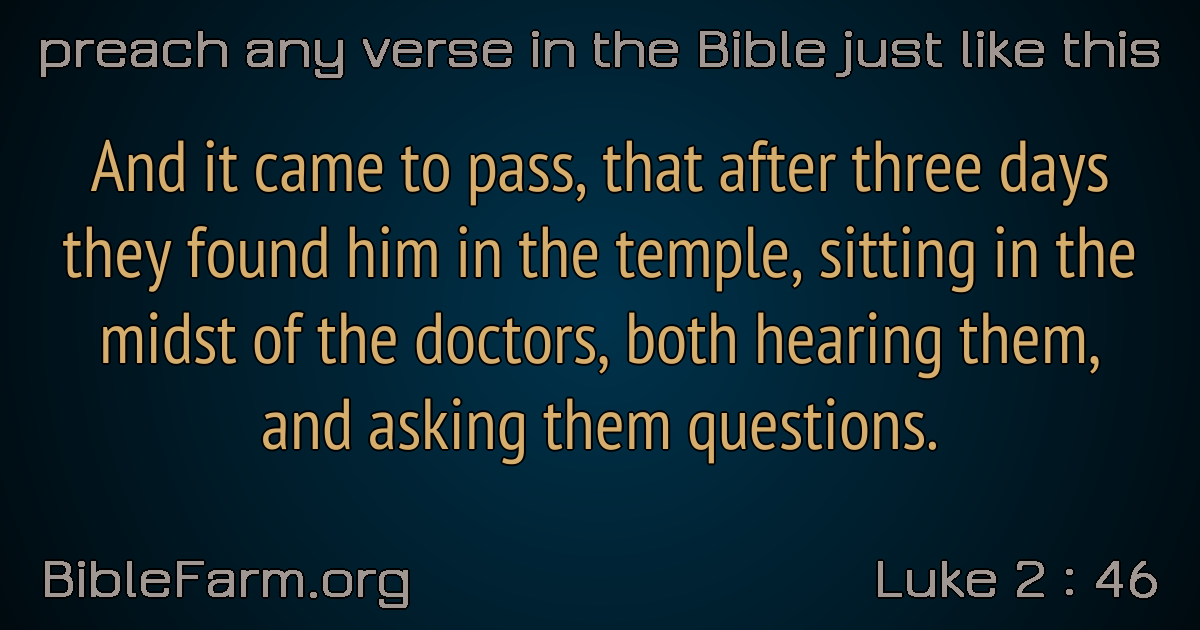 preach any verse in the Bible just like this
And it came to pass, that after three days
they found him in the temple, sitting in the
midst of the doctors, both hearing them,
and asking them questions.
BibleFarm.org
Luke 2 : 46